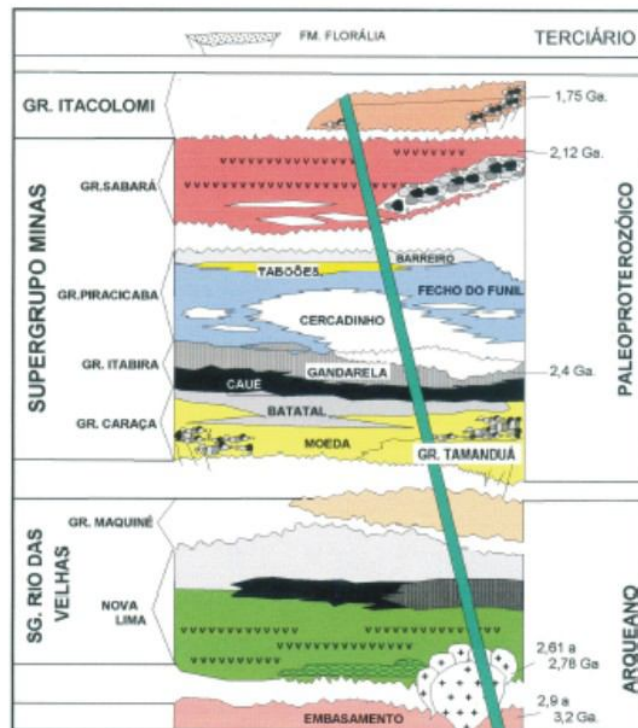 FM. FLORÁLIA
TERCIÁRIO
GR. ITACOLOMI
1,75 Ga.
SUPERGRUPO MINAS
GR.SABARÁ
2,12 Ga.
PALEOPROTEROZÓICO
GR.PIRACICABA
BARREIRO
TABOÕES
FECHO DO FUNIL
CERCADINHO
GR. ITABIRA
GANDARELA
2,4 Ga.
CAUÊ
GR. CARAÇA
BATATAL
MOEDA
GR. TAMANDUÁ
SG. RIO DAS
VELHAS
GR. MAQUINÉ
NOVA
LIMA
ARQUEANO
2,61 a
2,78 Ga
2,9 a
3,2 Ga.
EMBASAMENTO